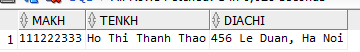 MAKH TENKH DIACHI
1 111222333 Ho Thi Thanh Thao 456 Le Duan, Ha Noi